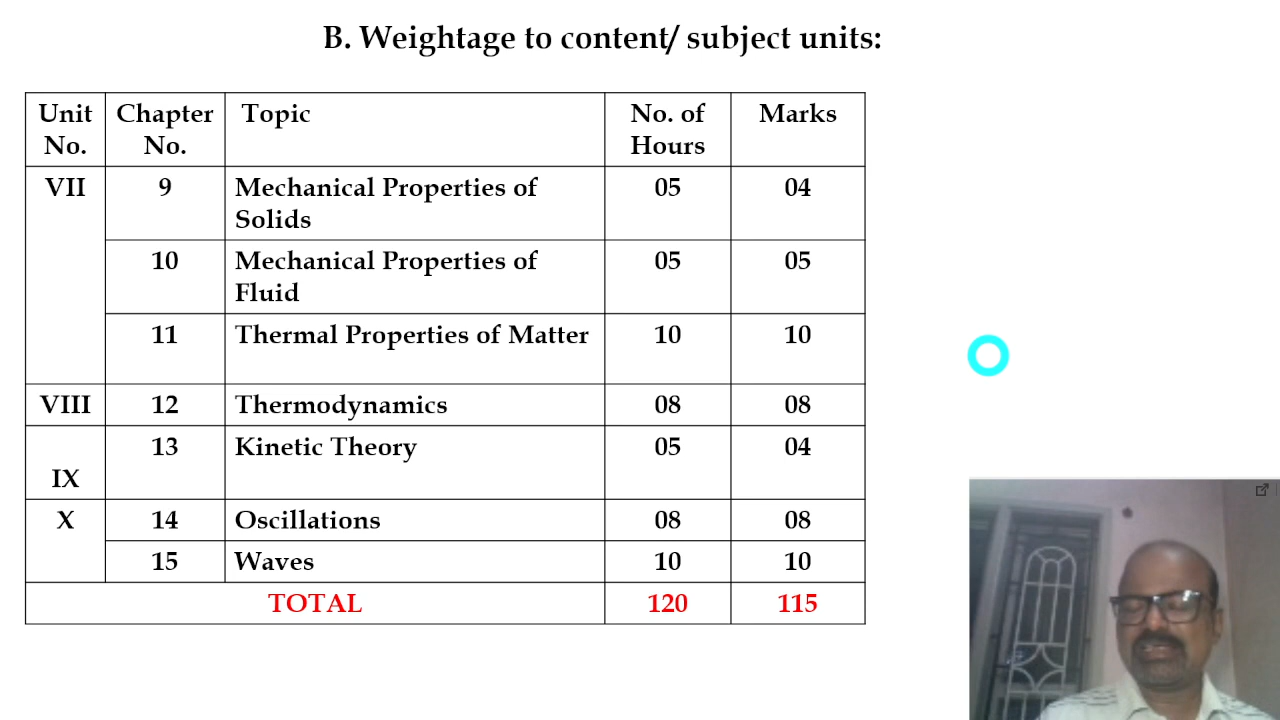 B. Weightage to content/ subject units:
Unit No. Chapter No. Topic No. of Hours Marks
VII 9 Mechanical Properties of Solids 05 04
10 Mechanical Properties of Fluid 05 05
11 Thermal Properties of Matter 10 10
VIII 12 Thermodynamics 08 08
IX 13 Kinetic Theory 05 04
X 14 Oscillations 08 08
15 Waves 10 10
TOTAL 120 115